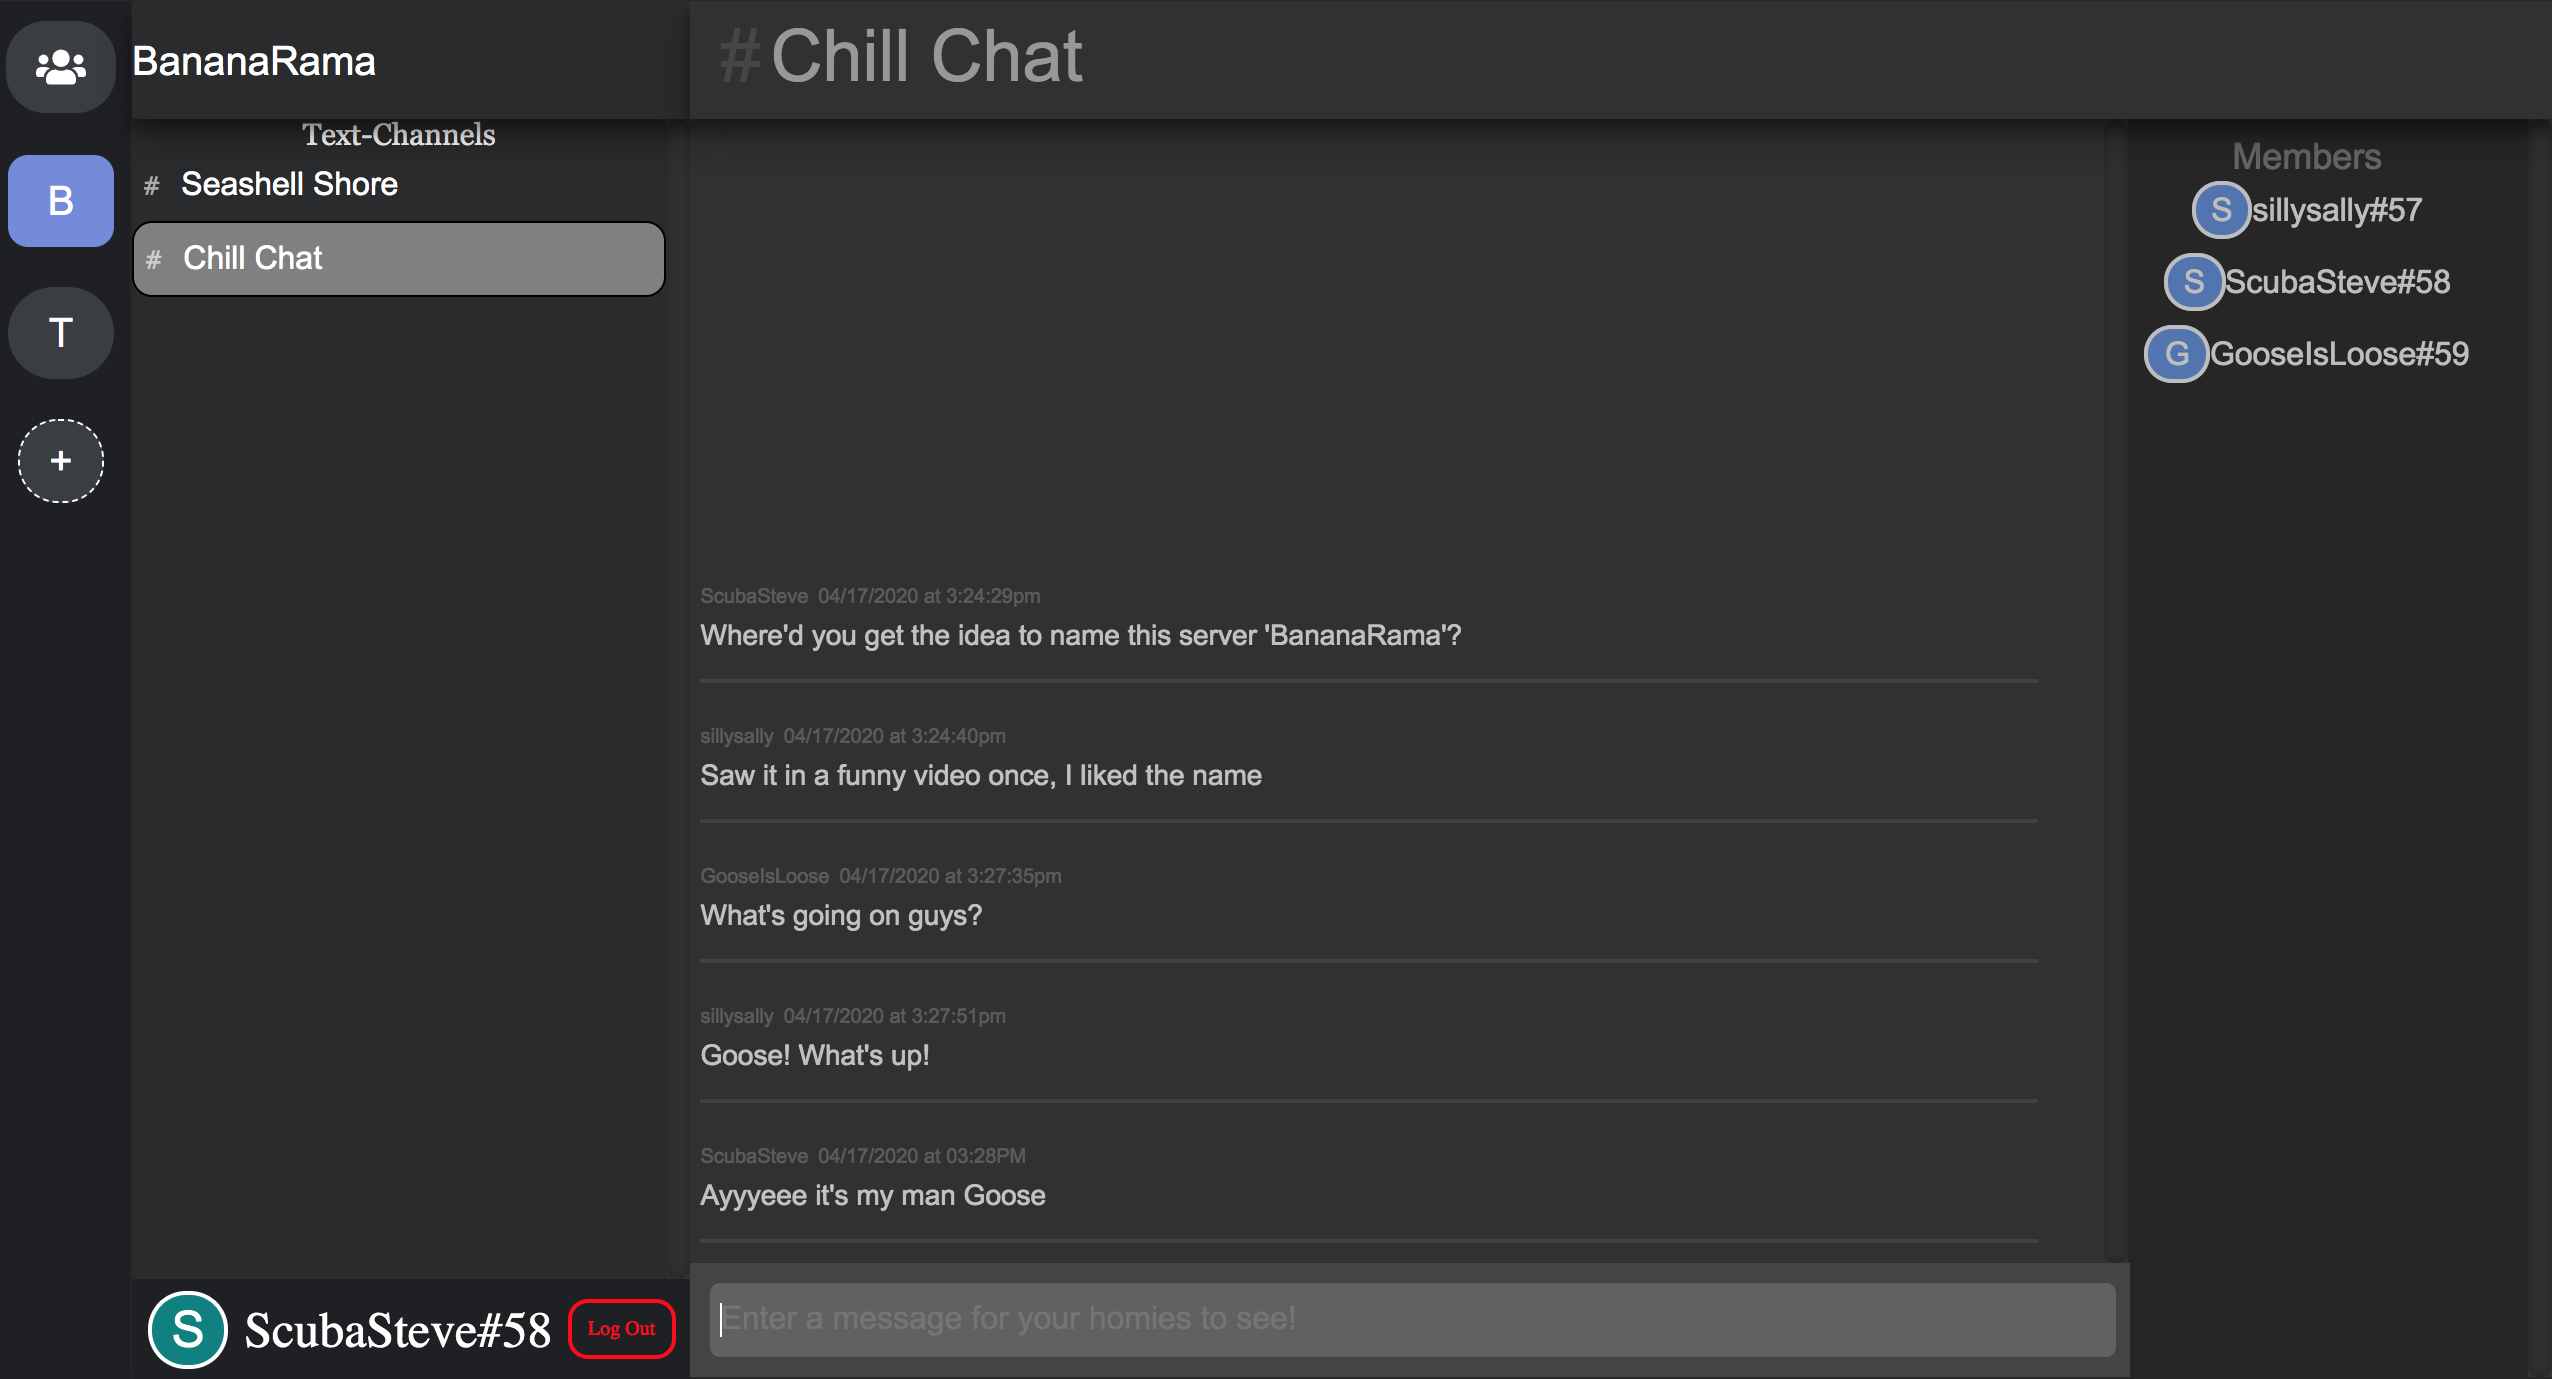 BananaRama
# Chill Chat
B
T
+
Text-Channels
# Seashell Shore
# Chill Chat
ScubaSteve 04/17/2020 at 3:24:29pm
Where'd you get the idea to name this server 'BananaRama'?
sillysally 04/17/2020 at 3:24:40pm
Saw it in a funny video once, I liked the name
GooseIsLoose 04/17/2020 at 3:27:35pm
What's going on guys?
sillysally 04/17/2020 at 3:27:51pm
Goose! What's up!
ScubaSteve 04/17/2020 at 03:28PM
Ayyyeee it's my man Goose
Enter a message for your homies to see!
Members
S sillysally#57
S ScubaSteve#58
G GooseIsLoose#59
S ScubaSteve#58 Log Out